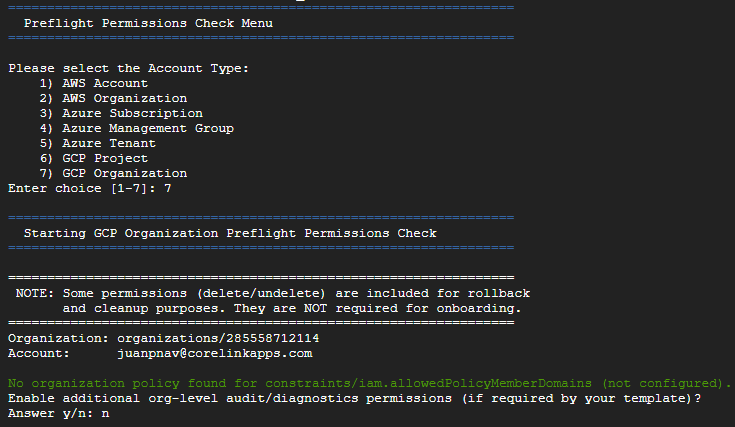 ================================================================
Preflight Permissions Check Menu
================================================================
Please select the Account Type:
1) AWS Account
2) AWS Organization
3) Azure Subscription
4) Azure Management Group
5) Azure Tenant
6) GCP Project
7) GCP Organization
Enter choice [1-7]: 7
================================================================
Starting GCP Organization Preflight Permissions Check
================================================================
================================================================
NOTE: Some permissions (delete/undelete) are included for rollback
and cleanup purposes. They are NOT required for onboarding.
================================================================
Organization: organizations/285558712114
Account: juanpnav@corelinkapps.com
No organization policy found for constraints/iam.allowedPolicyMemberDomains (not configured).
Enable additional org-level audit/diagnostics permissions (if required by your template)?
Answer y/n: n